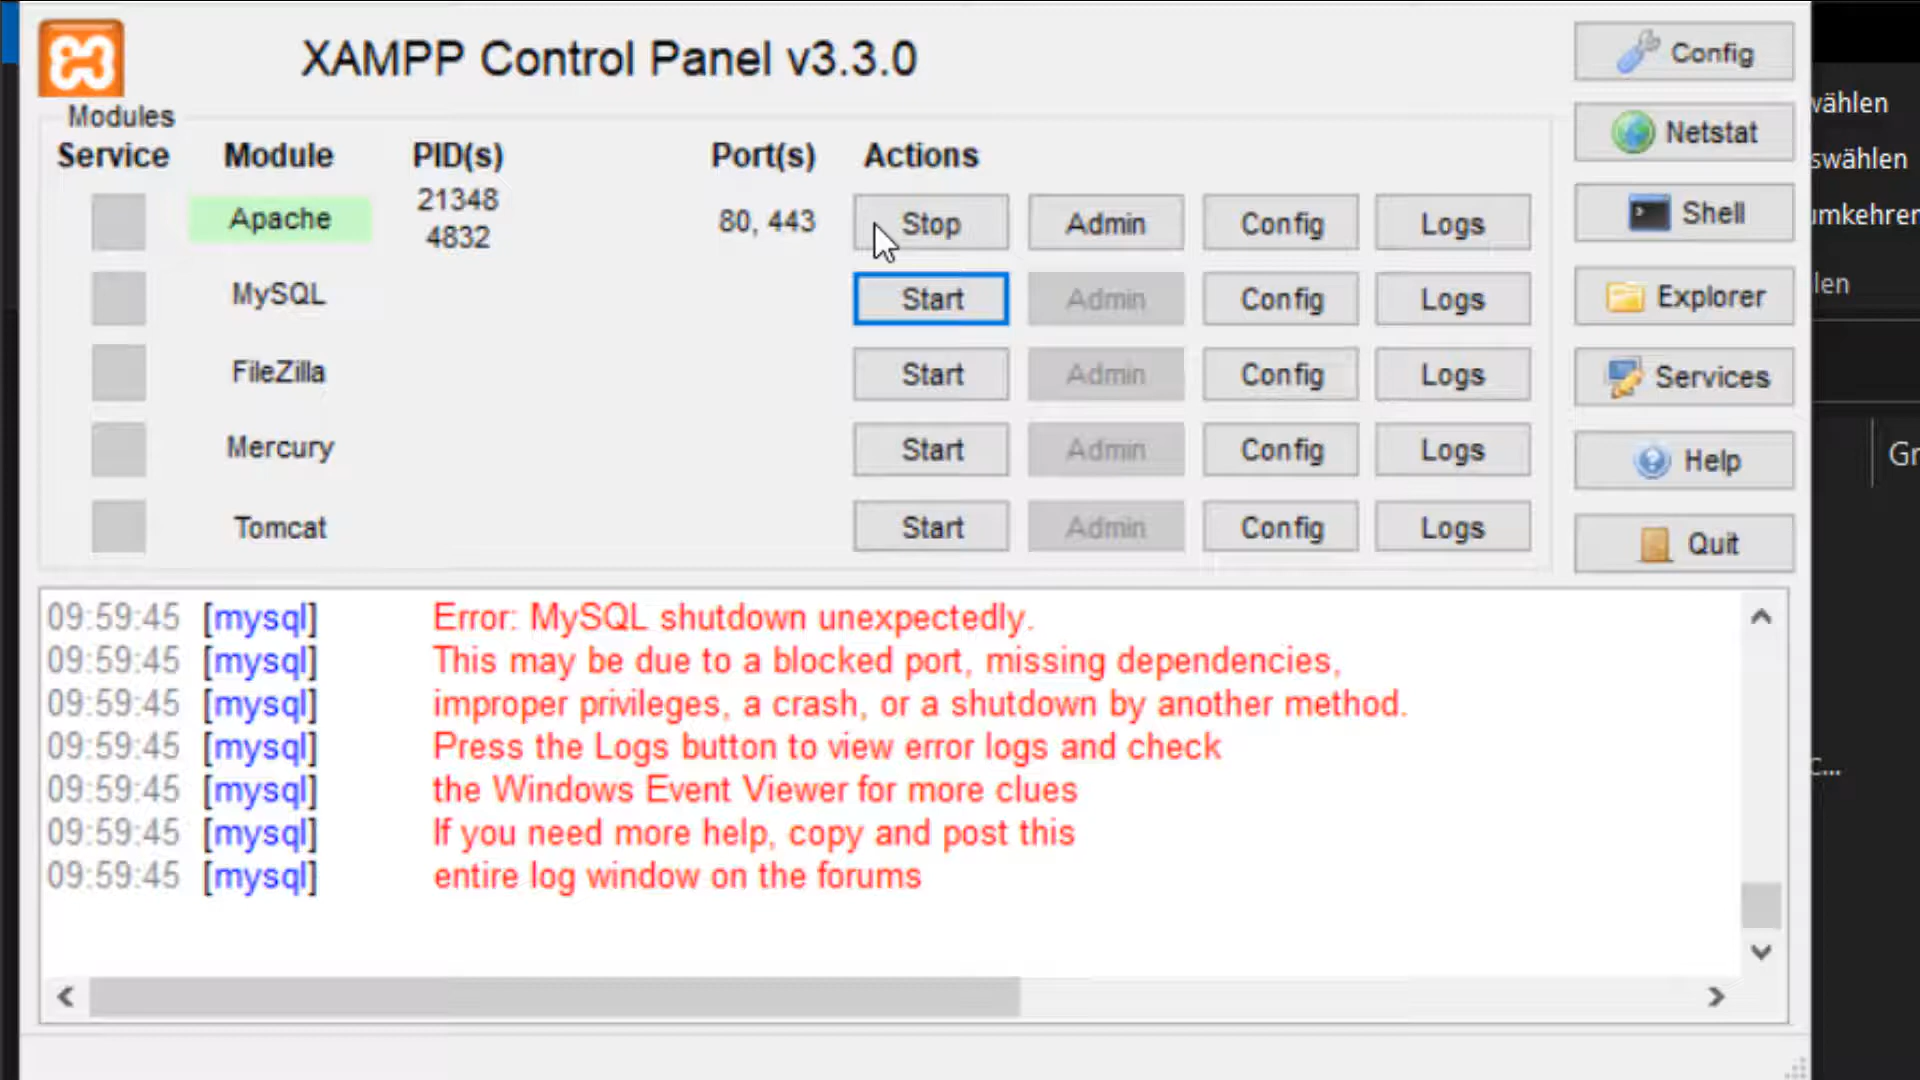 XAMPP Control Panel v3.3.0
Config
Modules
Service Module PID(s) Port(s) Actions
Netstat
Apache 21348 4832 80, 443 Stop Admin Config Logs
Shell
MySQL Start Admin Config Logs
Explorer
FileZilla Start Admin Config Logs
Services
Mercury Start Admin Config Logs
Help
Tomcat Start Admin Config Logs
Quit
09:59:45 [mysql] Error: MySQL shutdown unexpectedly.
09:59:45 [mysql] This may be due to a blocked port, missing dependencies,
09:59:45 [mysql] improper privileges, a crash, or a shutdown by another method.
09:59:45 [mysql] Press the Logs button to view error logs and check
09:59:45 [mysql] the Windows Event Viewer for more clues
09:59:45 [mysql] If you need more help, copy and post this
09:59:45 [mysql] entire log window on the forums
wählen
swählen
umkehren
len
Gr
c...